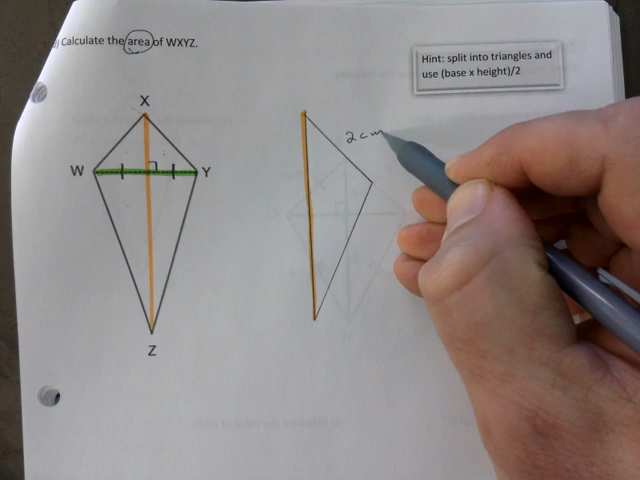 Calculate the area of WXYZ.
Hint: split into triangles and
use (base x height)/2
X
2cm
W
Y
Z